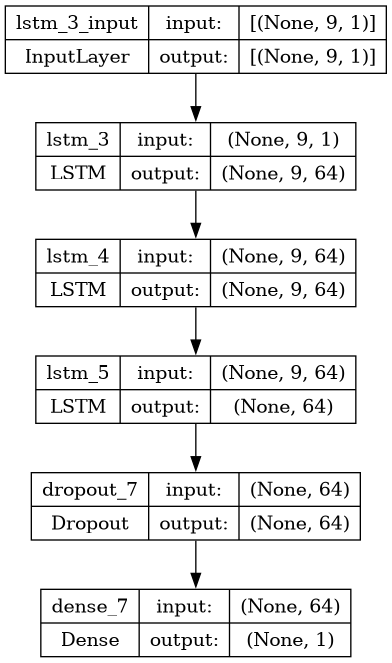 lstm_3_input input: [(None, 9, 1)]
InputLayer output: [(None, 9, 1)]
lstm_3 input: (None, 9, 1)
LSTM output: (None, 9, 64)
lstm_4 input: (None, 9, 64)
LSTM output: (None, 9, 64)
lstm_5 input: (None, 9, 64)
LSTM output: (None, 64)
dropout_7 input: (None, 64)
Dropout output: (None, 64)
dense_7 input: (None, 64)
Dense output: (None, 1)